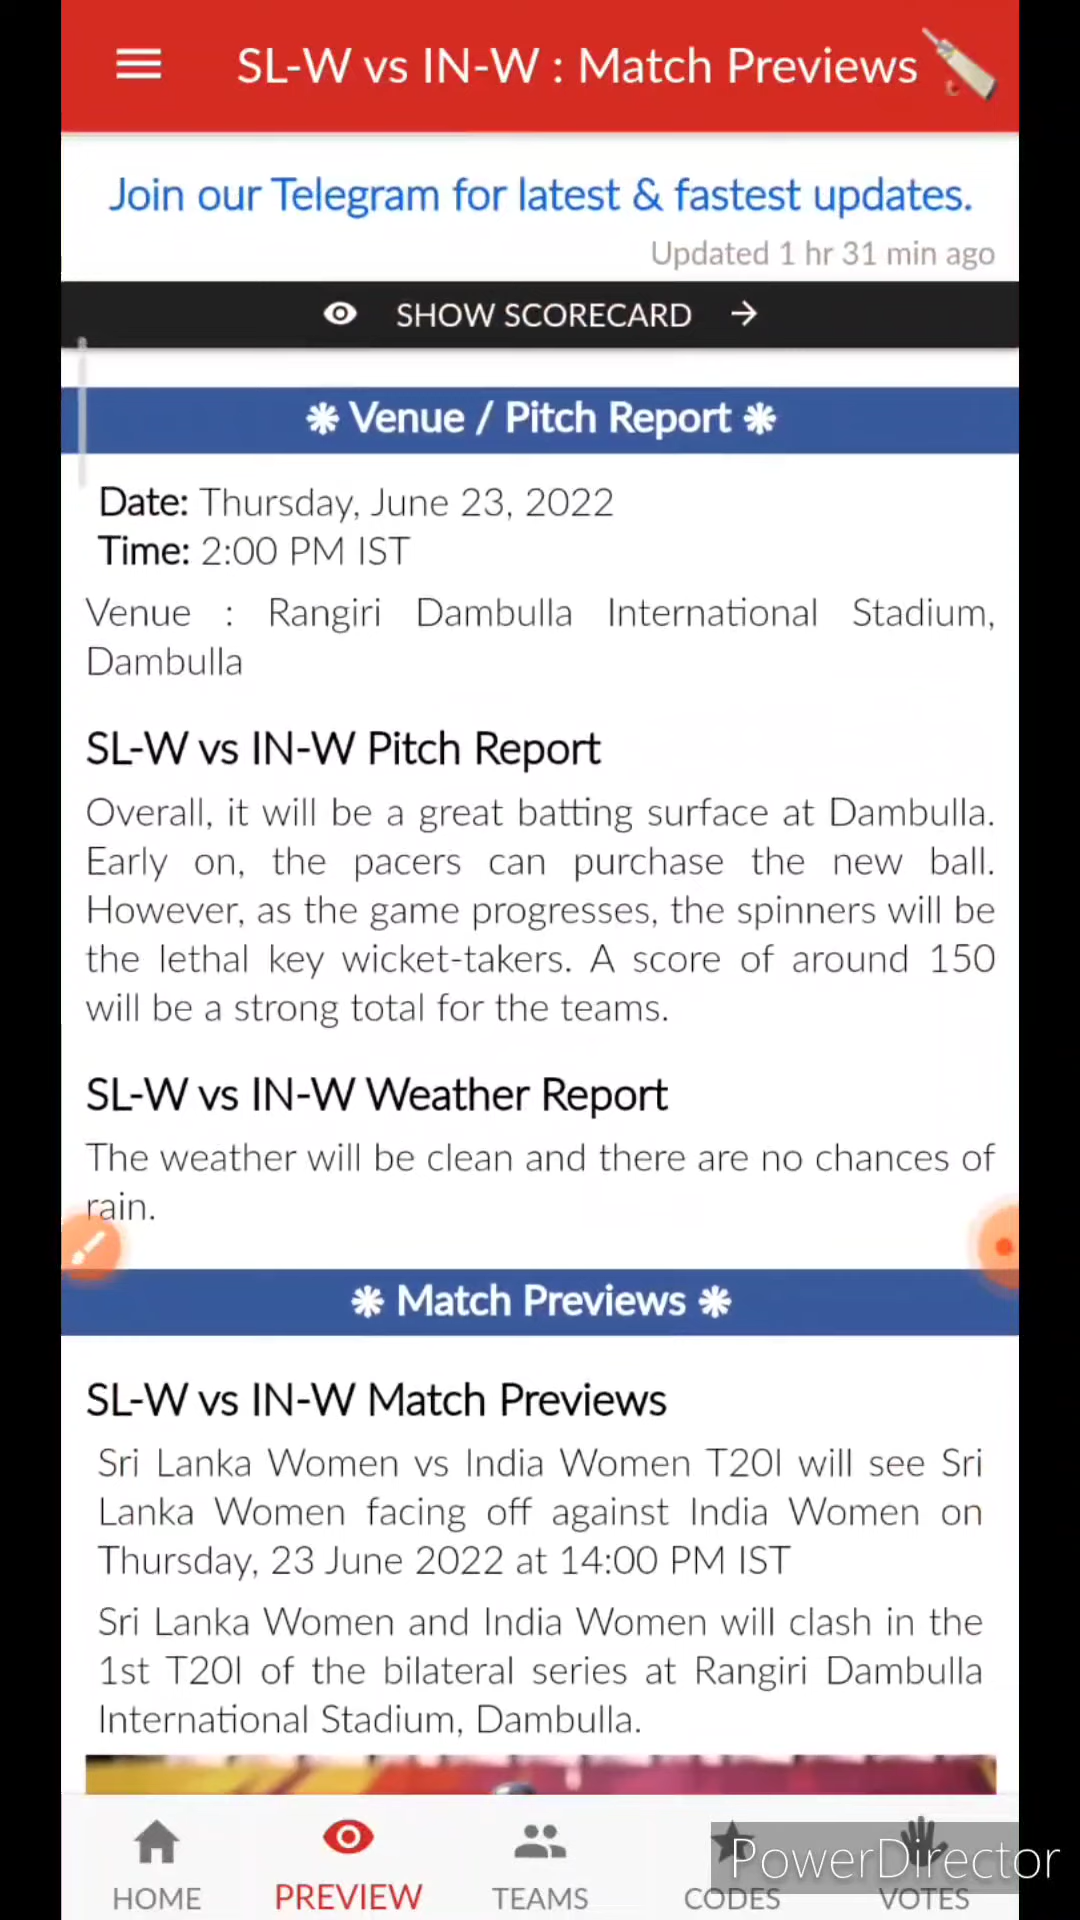 SL-W vs IN-W : Match Previews
Join our Telegram for latest & fastest updates.
Updated 1 hr 31 min ago
SHOW SCORECARD
Venue / Pitch Report
Date: Thursday, June 23, 2022
Time: 2:00 PM IST
Venue : Rangiri Dambulla International Stadium,
Dambulla
SL-W vs IN-W Pitch Report
Overall, it will be a great batting surface at Dambulla.
Early on, the pacers can purchase the new ball.
However, as the game progresses, the spinners will be
the lethal key wicket-takers. A score of around 150
will be a strong total for the teams.
SL-W vs IN-W Weather Report
The weather will be clean and there are no chances of
rain.
Match Previews
SL-W vs IN-W Match Previews
Sri Lanka Women vs India Women T20I will see Sri
Lanka Women facing off against India Women on
Thursday, 23 June 2022 at 14:00 PM IST
Sri Lanka Women and India Women will clash in the
1st T20I of the bilateral series at Rangiri Dambulla
International Stadium, Dambulla.
PowerDirector
HOME PREVIEW TEAMS CODES VOTES